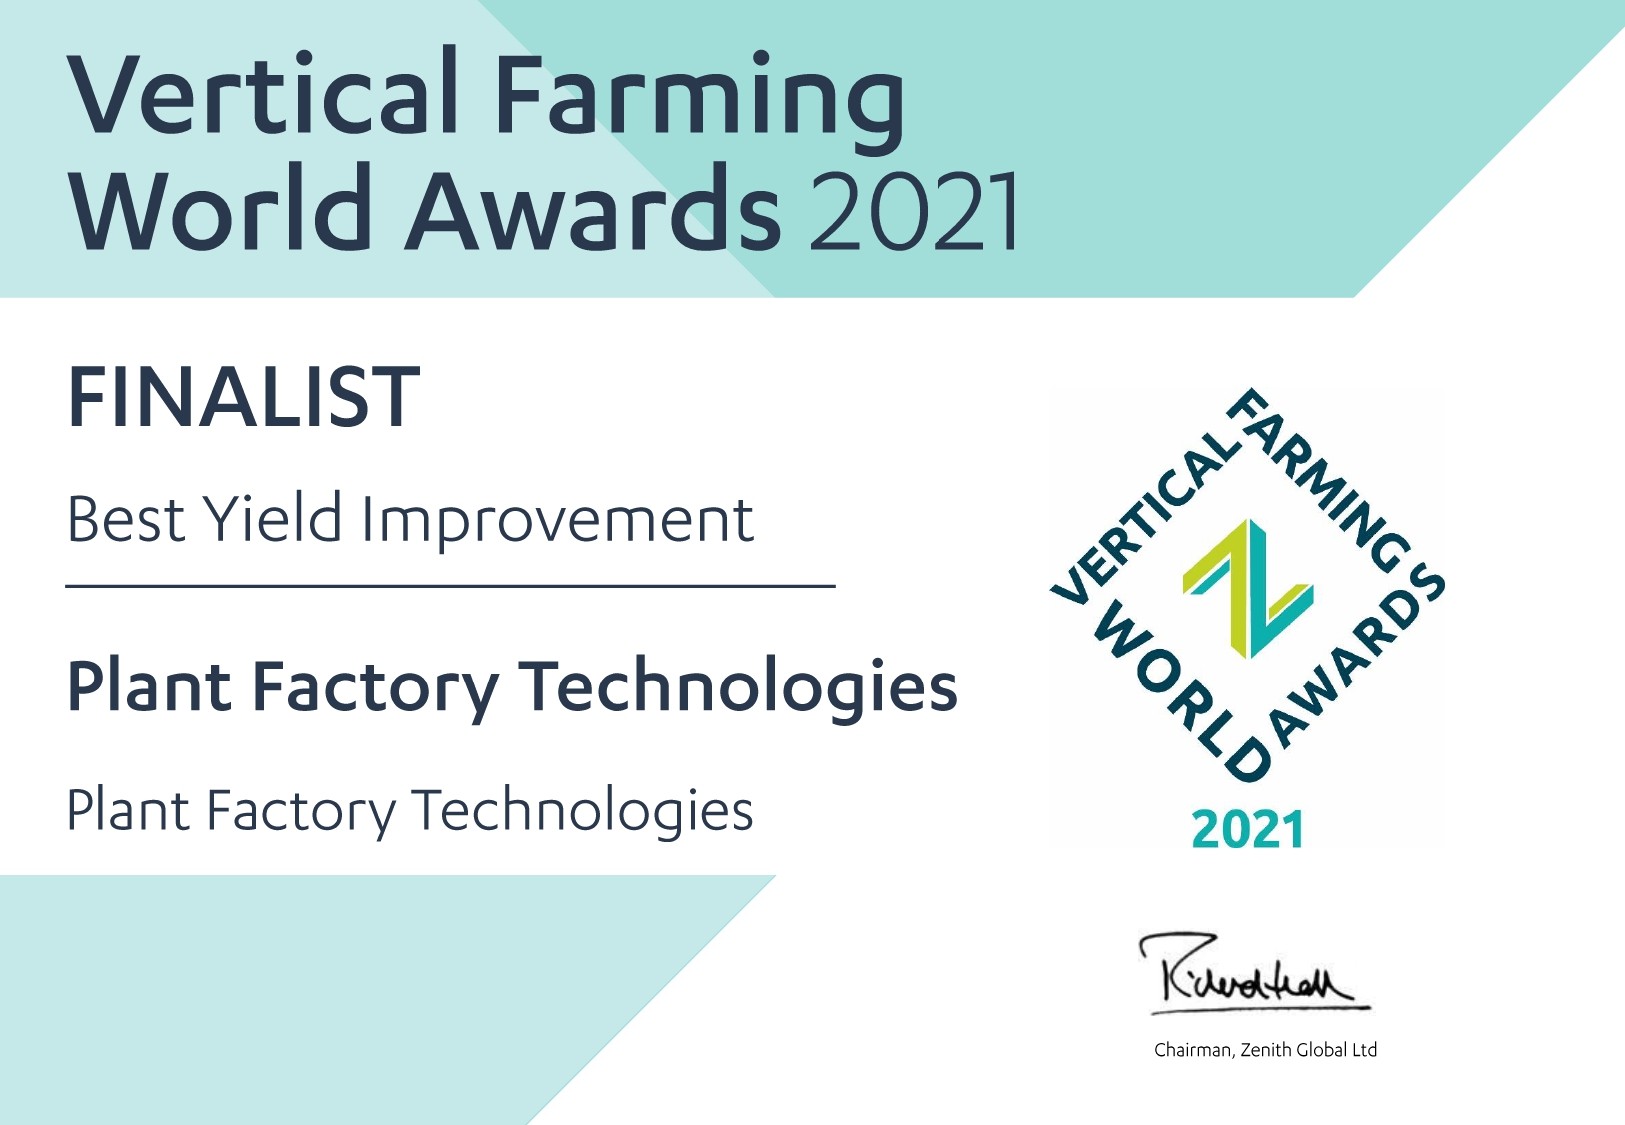 Vertical Farming
World Awards 2021
FINALIST
Best Yield Improvement
Plant Factory Technologies
Plant Factory Technologies
VERTICAL FARMING
WORLD AWARDS
2021
Chairman, Zenith Global Ltd